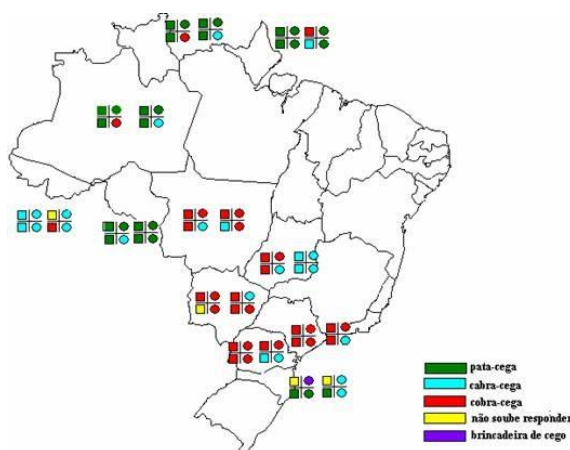 pata-cega
cabra-cega
cobra-cega
não soube responder
brincadeira de cego